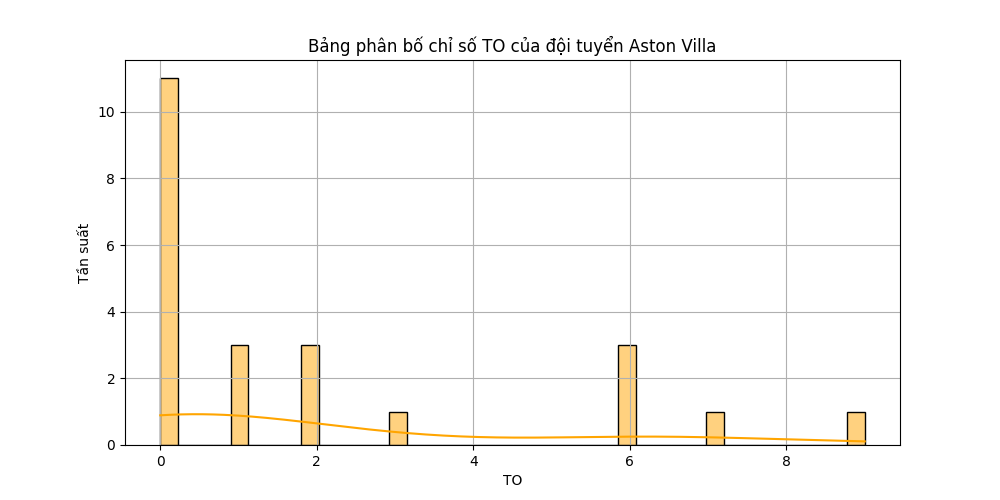 Bảng phân bố chỉ số TO của đội tuyển Aston Villa
10
8
6
4
2
0
Tần suất
0 2 4 6 8
TO